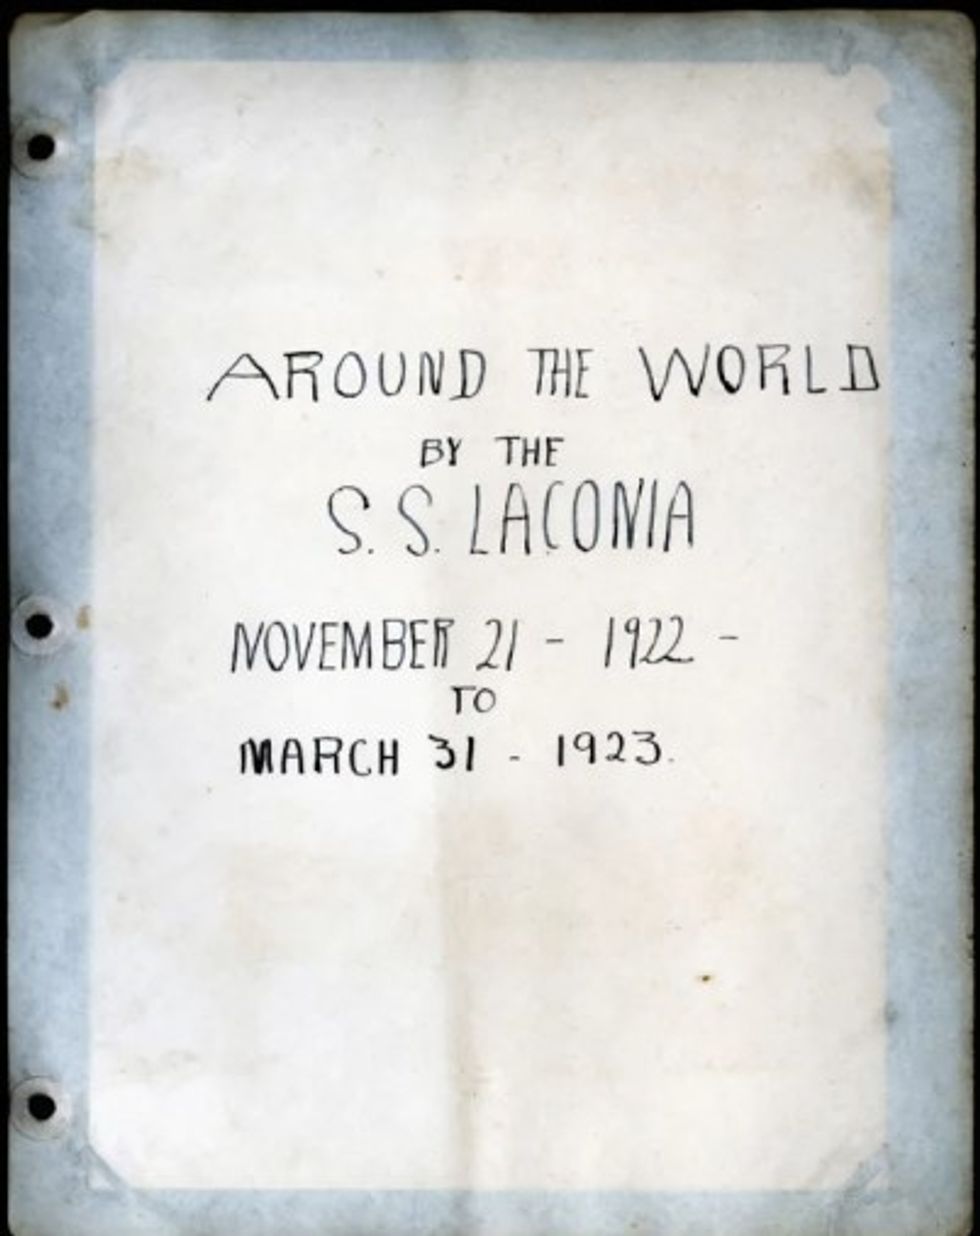 AROUND THE WORLD
BY THE
S. S. LACONIA
NOVEMBER 21 - 1922 -
TO
MARCH 31 - 1923.